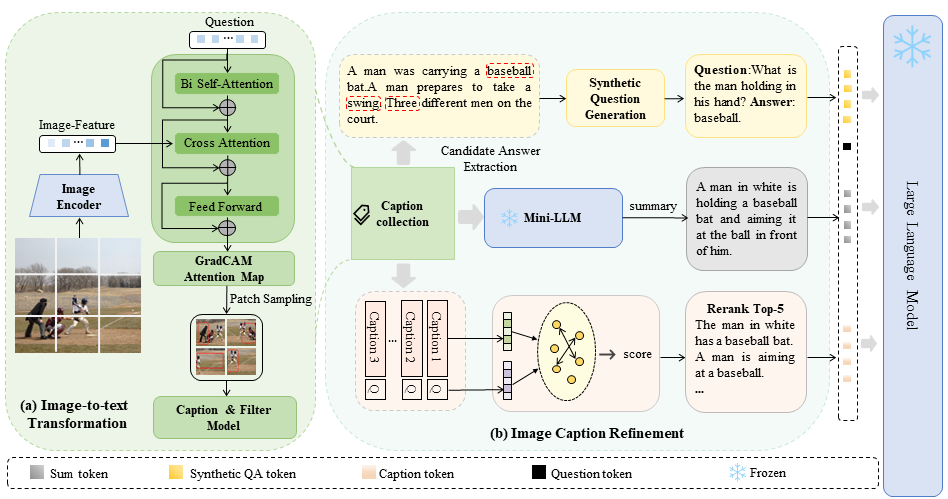 Question
Bi Self-Attention
Image-Feature
Cross Attention
Image
Encoder
Feed Forward
GradCAM
Attention Map
Patch Sampling
Caption & Filter
Model
(a) Image-to-text
Transformation
A man was carrying a baseball
bat.A man prepares to take a
swing Three different men on the
court.
Synthetic
Question
Generation
Question:What is
the man holding in
his hand? Answer:
baseball.
Candidate Answer
Extraction
Caption
collection
Mini-LLM
summary
A man in white is
holding a baseball
bat and aiming it
at the ball in front
of him.
Caption 3
...
Caption 2
Caption 1
Q
Q
Q
score
Rerank Top-5
The man in white
has a baseball bat.
A man is aiming
at a baseball.
...
(b) Image Caption Refinement
Large Language Model
Sum token
Synthetic QA token
Caption token
Question token
Frozen